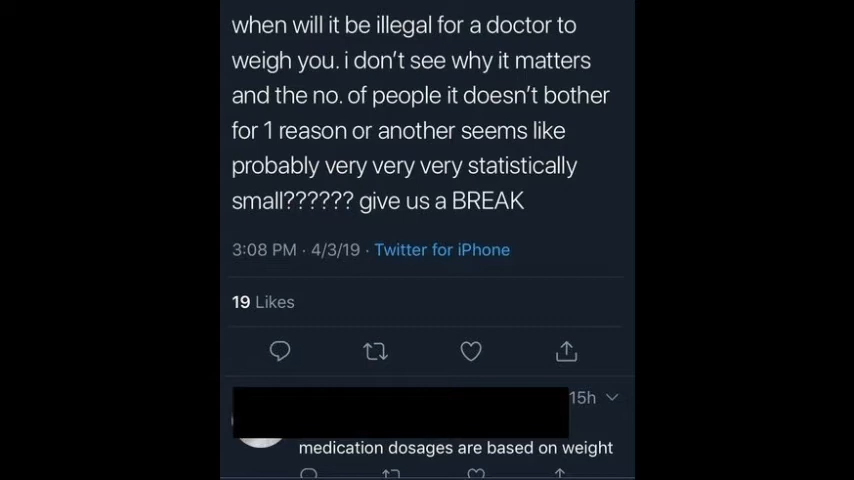 when will it be illegal for a doctor to
weigh you. i don't see why it matters
and the no. of people it doesn't bother
for 1 reason or another seems like
probably very very very statistically
small?????? give us a BREAK
3:08 PM · 4/3/19 · Twitter for iPhone
19 Likes
15h
medication dosages are based on weight